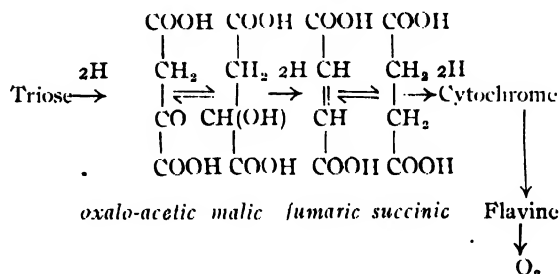 COOH COOH COOH COOH
2H CH₂ CH₂ 2H CH CH₂ 2H
Triose → ⇌ → ‖ ⇌ → Cytochrome
CO CH(OH) CH CH₂
COOH COOH COOH COOH
oxalo-acetic malic fumaric succinic Flavine
O₂